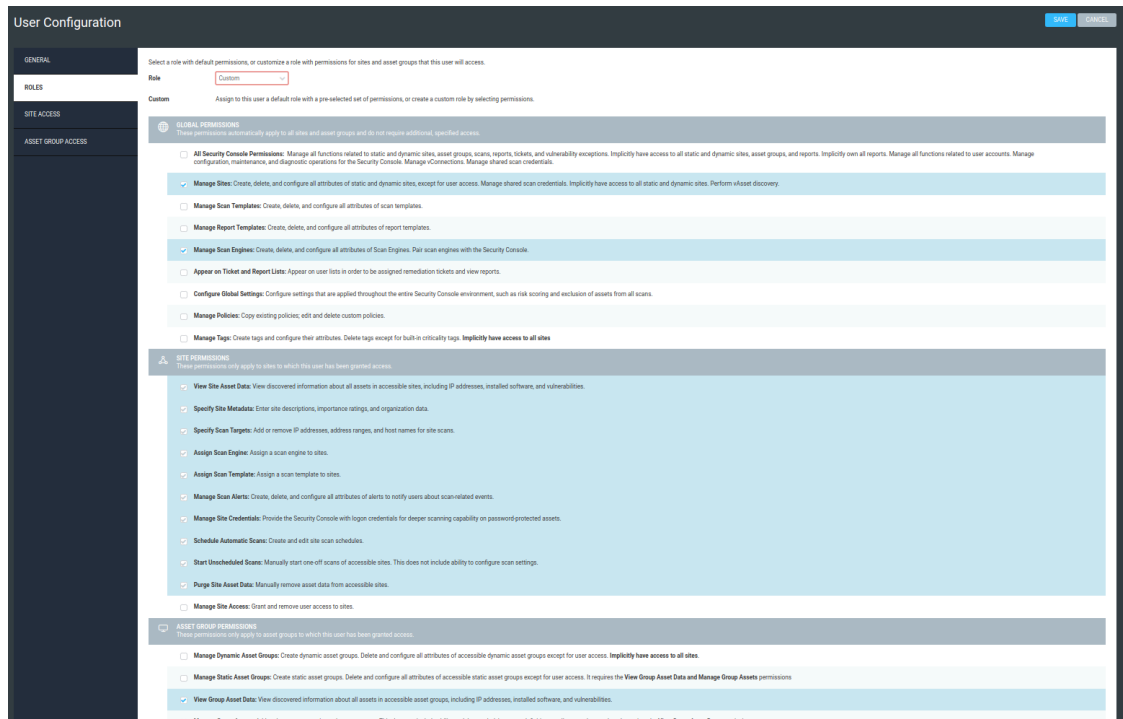 User Configuration
SAVE
CANCEL
GENERAL
ROLES
SITE ACCESS
ASSET GROUP ACCESS
Select a role with default permissions, or customize a role with permissions for sites and asset groups that this user will access.
Role
Custom
Custom
Assign to this user a default role with a pre-selected set of permissions, or create a custom role by selecting permissions.
GLOBAL PERMISSIONS
These permissions automatically apply to all sites and asset groups and do not require additional, specified access.
All Security Console Permissions: Manage all functions related to static and dynamic sites, asset groups, scans, reports, tickets, and vulnerability exceptions. Implicitly have access to all static and dynamic sites, asset groups, and reports. Implicitly own all reports. Manage all functions related to user accounts. Manage
configuration, maintenance, and diagnostic operations for the Security Console. Manage vConnections. Manage shared scan credentials.
Manage Sites: Create, delete, and configure all attributes of static and dynamic sites, except for user access. Manage shared scan credentials. Implicitly have access to all static and dynamic sites. Perform vAsset discovery.
Manage Scan Templates: Create, delete, and configure all attributes of scan templates.
Manage Report Templates: Create, delete, and configure all attributes of report templates.
Manage Scan Engines: Create, delete, and configure all attributes of Scan Engines. Pair scan engines with the Security Console.
Appear on Ticket and Report Lists: Appear on user lists in order to be assigned remediation tickets and view reports.
Configure Global Settings: Configure settings that are applied throughout the entire Security Console environment, such as risk scoring and exclusion of assets from all scans.
Manage Policies: Copy existing policies; edit and delete custom policies.
Manage Tags: Create tags and configure their attributes. Delete tags except for built-in criticality tags. Implicitly have access to all sites
SITE PERMISSIONS
These permissions only apply to sites to which this user has been granted access.
View Site Asset Data: View discovered information about all assets in accessible sites, including IP addresses, installed software, and vulnerabilities.
Specify Site Metadata: Enter site descriptions, importance ratings, and organization data.
Specify Scan Targets: Add or remove IP addresses, address ranges, and host names for site scans.
Assign Scan Engine: Assign a scan engine to sites.
Assign Scan Template: Assign a scan template to sites.
Manage Scan Alerts: Create, delete, and configure all attributes of alerts to notify users about scan-related events.
Manage Site Credentials: Provide the Security Console with logon credentials for deeper scanning capability on password-protected assets.
Schedule Automatic Scans: Create and edit site scan schedules.
Start Unscheduled Scans: Manually start one-off scans of accessible sites. This does not include ability to configure scan settings.
Purge Site Asset Data: Manually remove asset data from accessible sites.
Manage Site Access: Grant and remove user access to sites.
ASSET GROUP PERMISSIONS
These permissions only apply to asset groups to which this user has been granted access.
Manage Dynamic Asset Groups: Create dynamic asset groups. Delete and configure all attributes of accessible dynamic asset groups except for user access. Implicitly have access to all sites.
Manage Static Asset Groups: Create static asset groups. Delete and configure all attributes of accessible static asset groups except for user access. It requires the View Group Asset Data and Manage Group Assets permissions
View Group Asset Data: View discovered information about all assets in accessible asset groups, including IP addresses, installed software, and vulnerabilities.